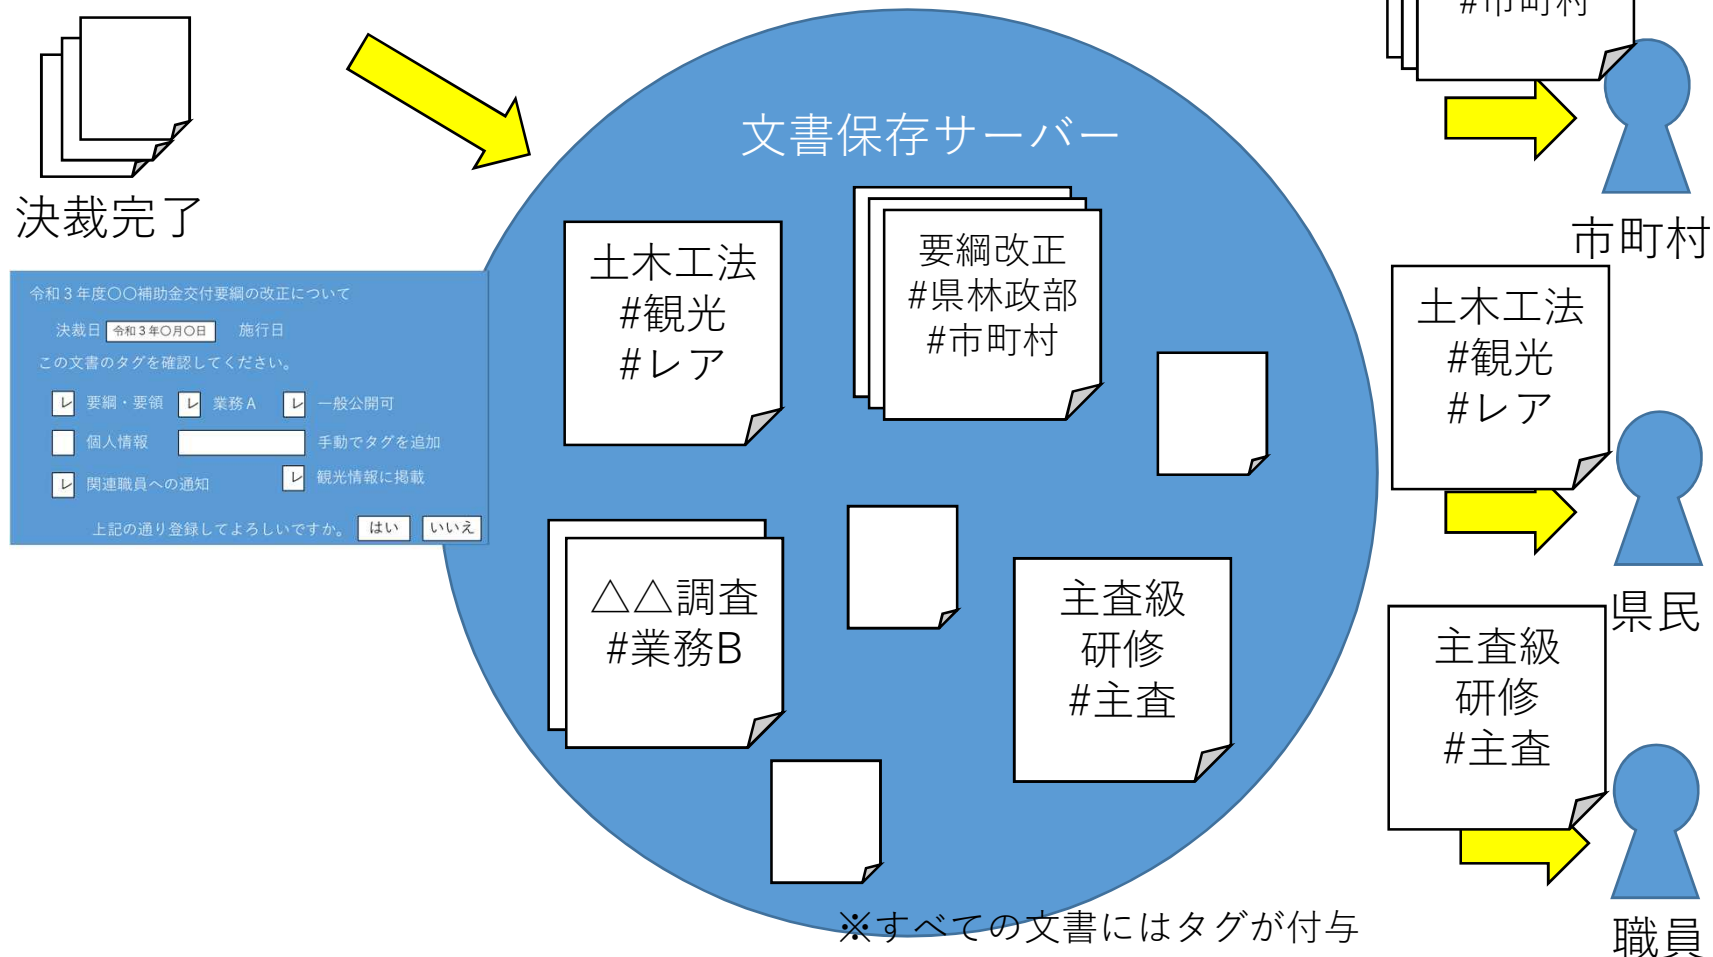 #市町村
文書保存サーバー
決裁完了
市町村
土木工法
#観光
#レア
要綱改正
#県林政部
#市町村
土木工法
#観光
#レア
令和3年度〇〇補助金交付要綱の改正について
決裁日 令和3年〇月〇日 施行日
この文書のタグを確認してください。
レ 要綱・要領 レ 業務A レ 一般公開可
個人情報 手動でタグを追加
レ 関連職員への通知 レ 観光情報に掲載
上記の通り登録してよろしいですか。 はい いいえ
△△調査
#業務B
主査級
研修
#主査
県民
主査級
研修
#主査
※すべての文書にはタグが付与
職員